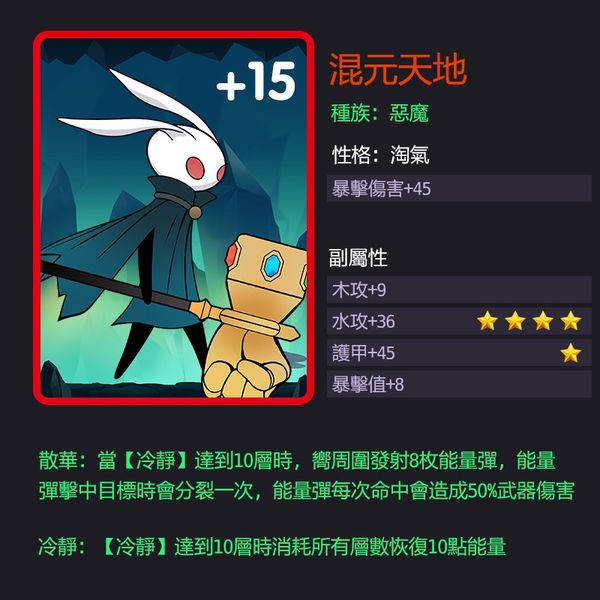 +15
混元天地
種族：惡魔
性格：淘氣
暴擊傷害+45
副屬性
木攻+9
水攻+36
護甲+45
暴擊值+8
散華：當【冷靜】達到10層時，嚮周圍發射8枚能量彈，能量
彈擊中目標時會分裂一次，能量彈每次命中會造成50%武器傷害
冷靜：【冷靜】達到10層時消耗所有層數恢復10點能量